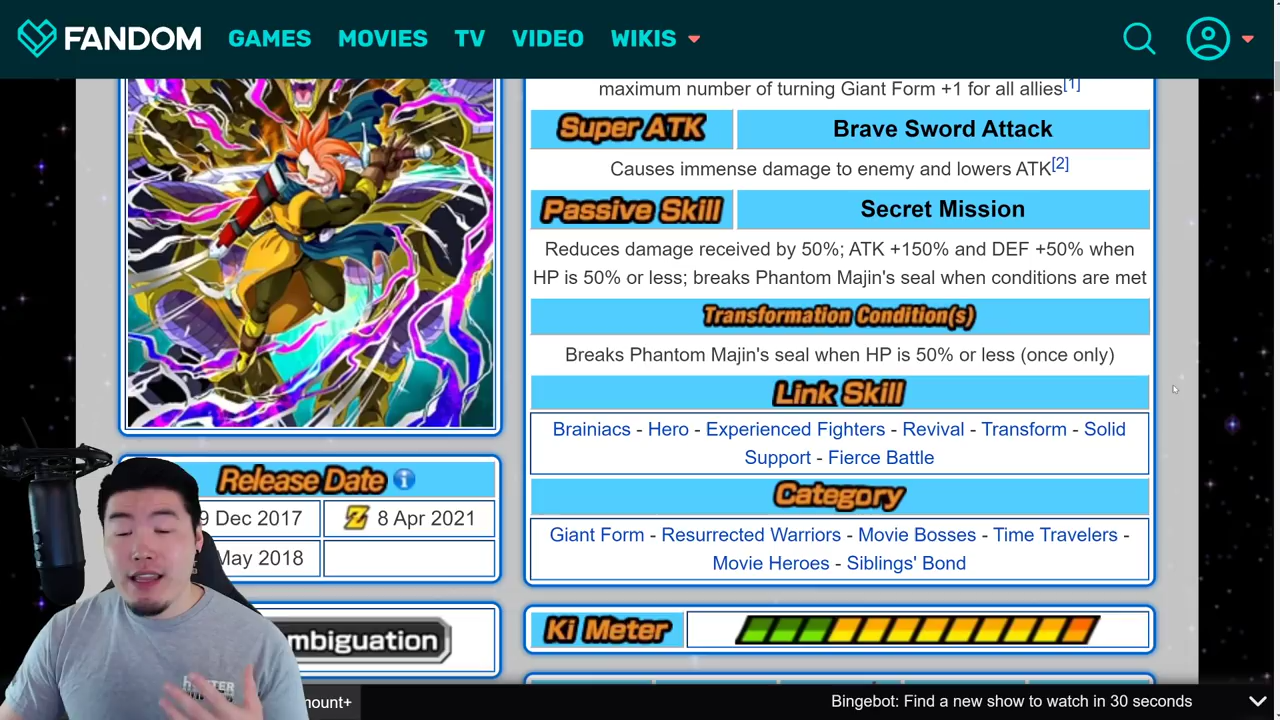 FANDOM GAMES MOVIES TV VIDEO WIKIS
maximum number of turning Giant Form +1 for all allies[1]
Super ATK Brave Sword Attack
Causes immense damage to enemy and lowers ATK[2]
Passive Skill Secret Mission
Reduces damage received by 50%; ATK +150% and DEF +50% when
HP is 50% or less; breaks Phantom Majin's seal when conditions are met
Transformation Condition(s)
Breaks Phantom Majin's seal when HP is 50% or less (once only)
Link Skill
Brainiacs - Hero - Experienced Fighters - Revival - Transform - Solid
Support - Fierce Battle
Category
Giant Form - Resurrected Warriors - Movie Bosses - Time Travelers -
Movie Heroes - Siblings' Bond
Ki Meter
Release Date
9 Dec 2017 Z 8 Apr 2021
May 2018
mbiguation
ount+
Bingebot: Find a new show to watch in 30 seconds